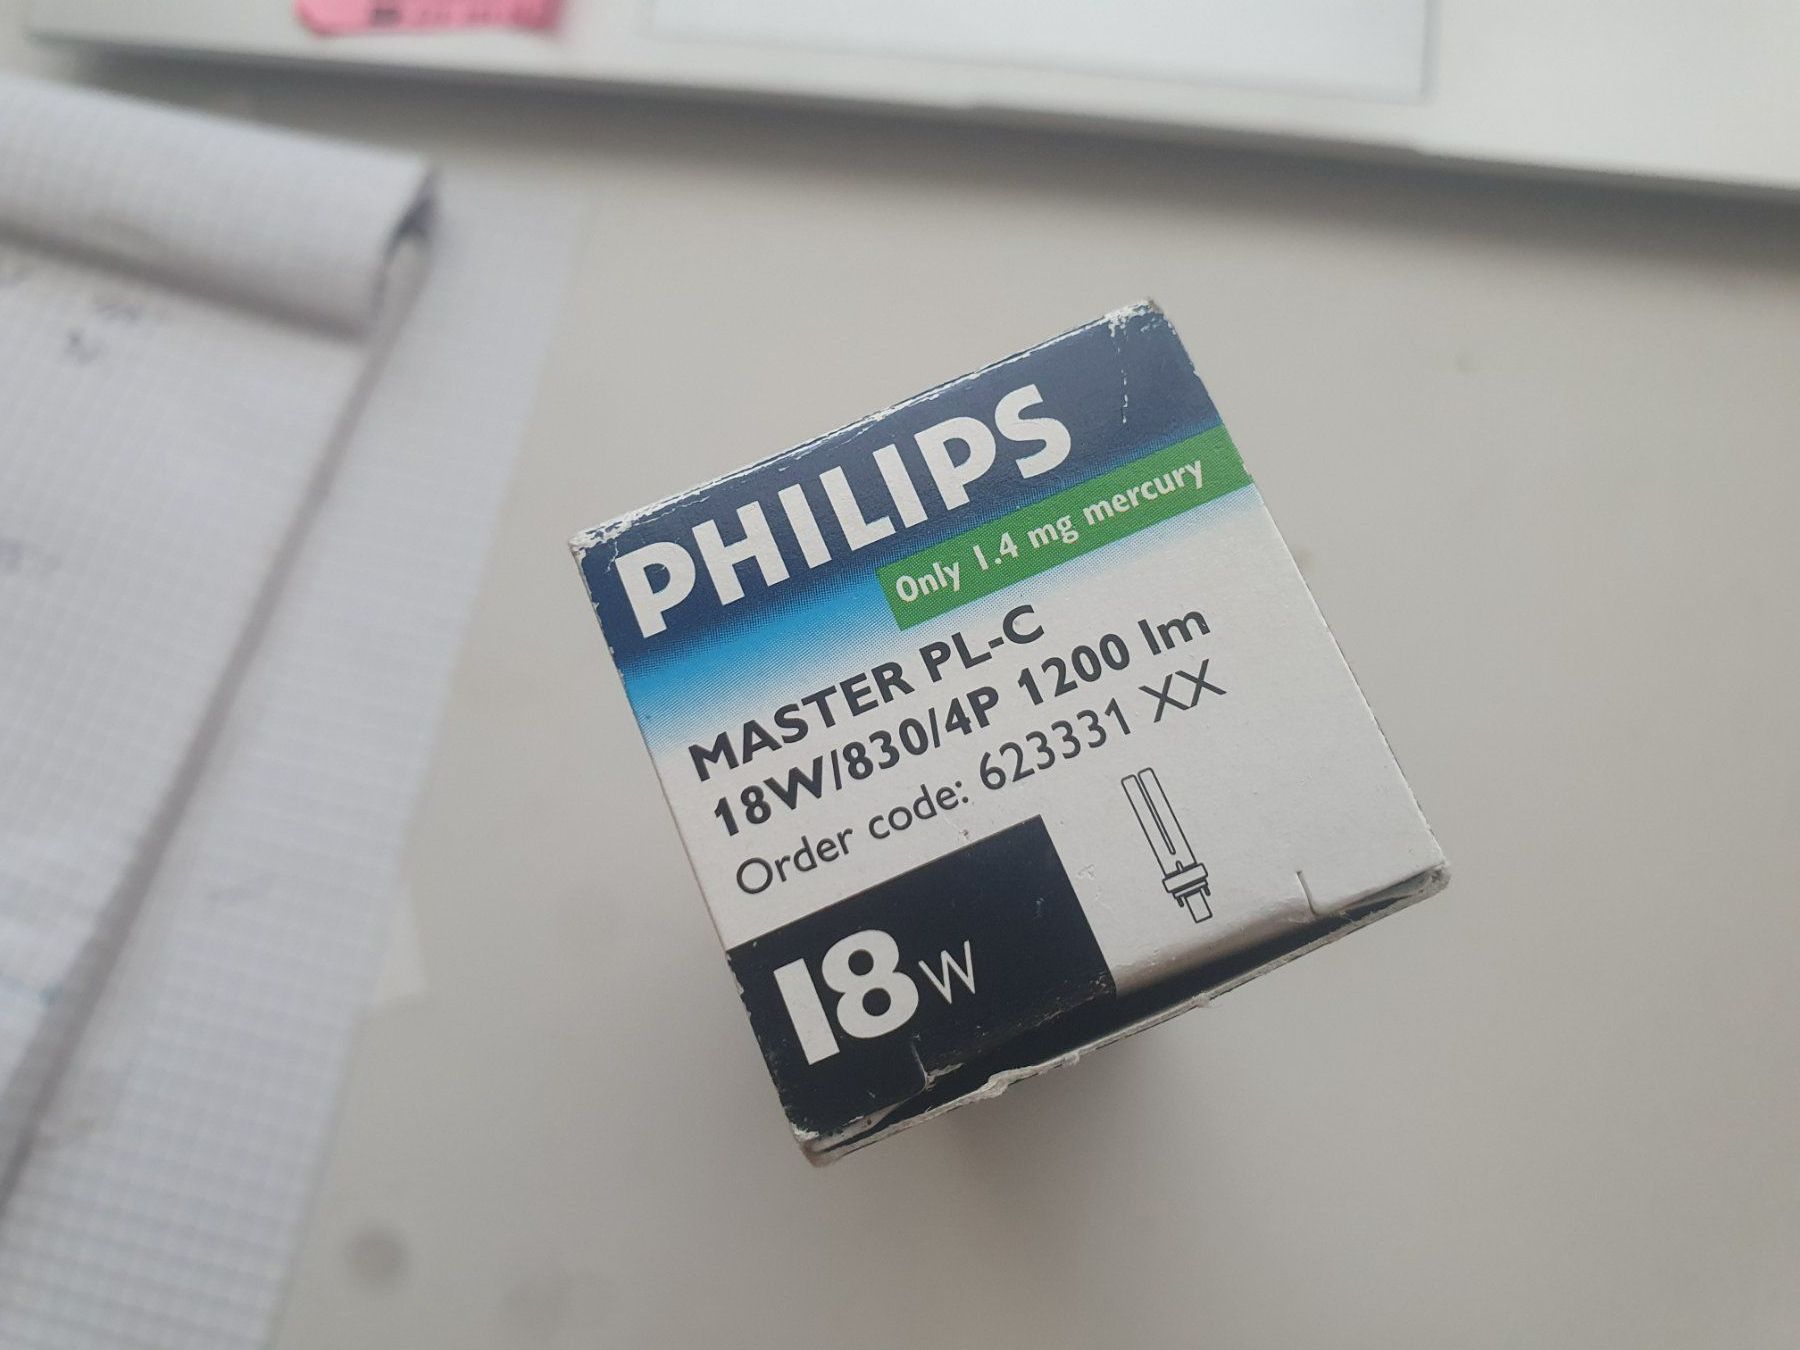 PHILIPS
Only 1.4 mg mercury
MASTER PL-C
18W/830/4P 1200 lm
Order code: 623331 XX
18W